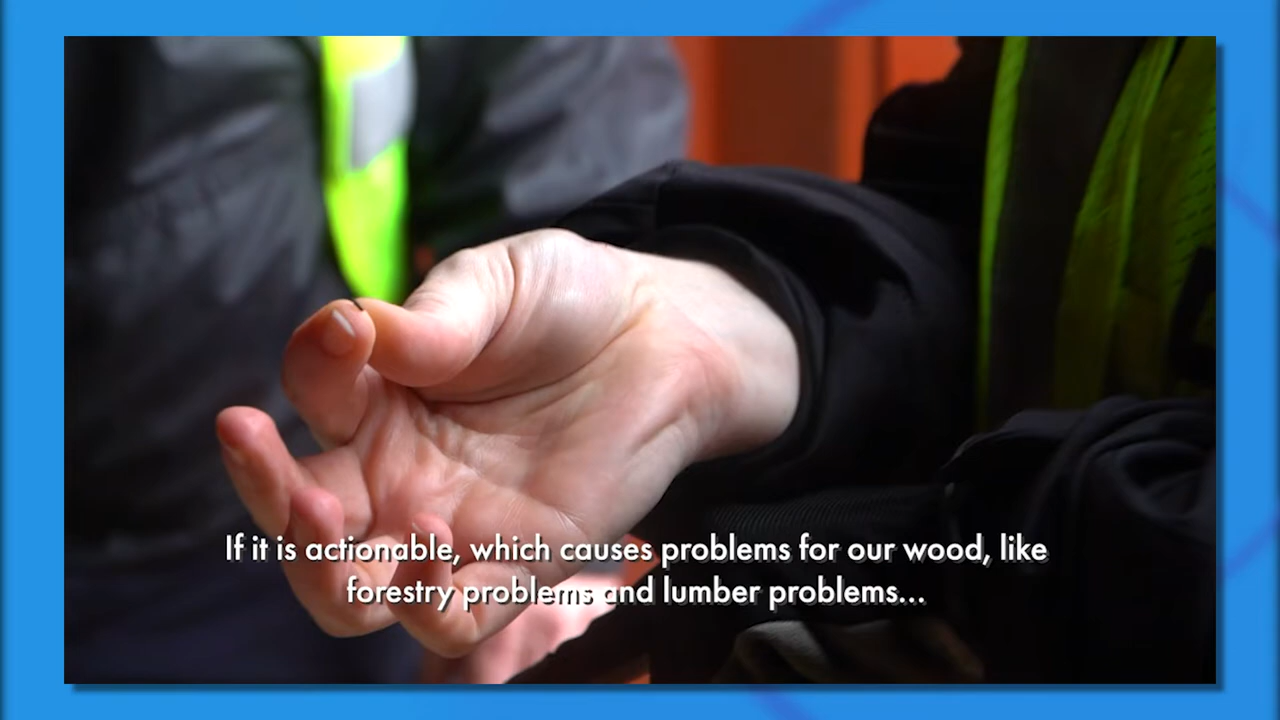 If it is actionable, which causes problems for our wood, like
forestry problems and lumber problems...